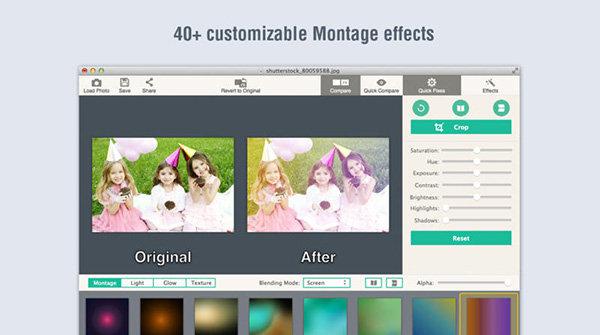 40+ customizable Montage effects
shutterstock_80059588.jpg
Load Photo Save Share Revert to Original Compare Quick Compare Quick Fixes Effects
Crop
Saturation:
Hue:
Exposure:
Contrast:
Brightness:
Highlights:
Shadows:
Reset
Original After
Montage Light Glow Texture Blending Mode: Screen Alpha: